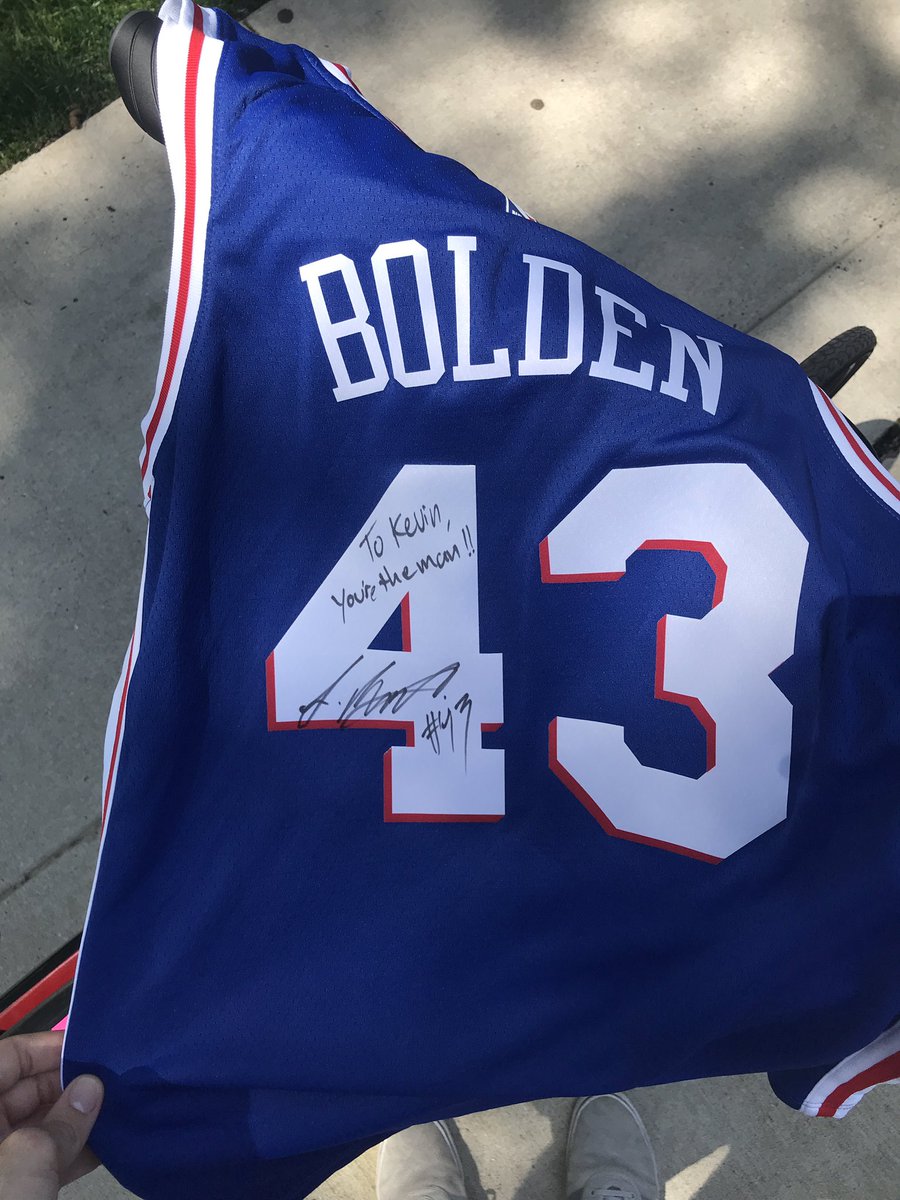 BOLDEN
43
To Kevin,
You're the man!!
#43